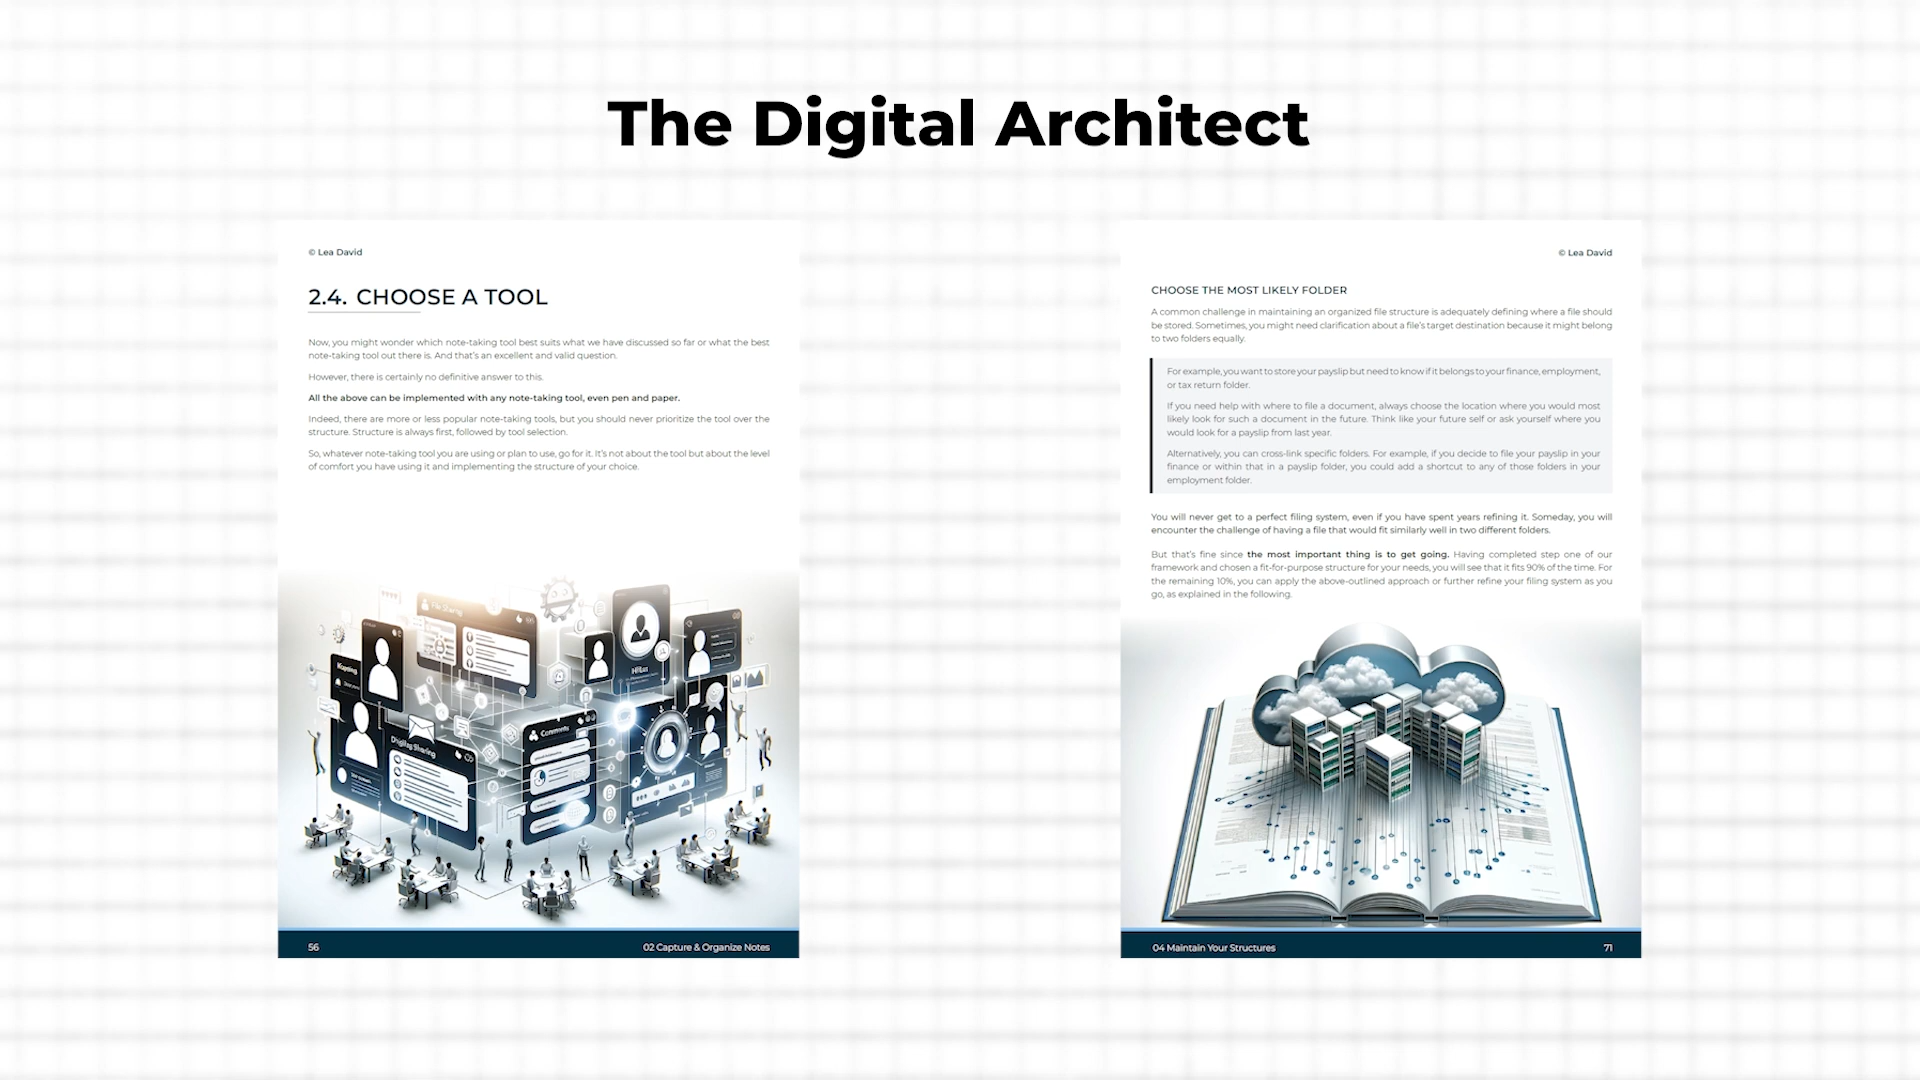 The Digital Architect
© Lea David
2.4. CHOOSE A TOOL
Now, you might wonder which note-taking tool best suits what we have discussed so far or what the best
note-taking tool out there is. And that's an excellent and valid question.
However, there is certainly no definitive answer to this.
All the above can be implemented with any note-taking tool, even pen and paper.
Indeed, there are more or less popular note-taking tools, but you should never prioritize the tool over the
structure. Structure is always first, followed by tool selection.
So, whatever note-taking tool you are using or plan to use, go for it. It's not about the tool but about the level
of comfort you have using it and implementing the structure of your choice.
File Sharing
Comments
56
02 Capture & Organize Notes
© Lea David
CHOOSE THE MOST LIKELY FOLDER
A common challenge in maintaining an organized file structure is adequately defining where a file should
be stored. Sometimes, you might need clarification about a file's target destination because it might belong
to two folders equally.
For example, you want to store your payslip but need to know if it belongs to your finance, employment,
or tax return folder.
If you need help with where to file a document, always choose the location where you would most
likely look for such a document in the future. Think like your future self or ask yourself where you
would look for a payslip from last year.
Alternatively, you can cross-link specific folders. For example, if you decide to file your payslip in your
finance or within that in a payslip folder, you could add a shortcut to any of those folders in your
employment folder.
You will never get to a perfect filing system, even if you have spent years refining it. Someday, you will
encounter the challenge of having a file that would fit similarly well in two different folders.
But that's fine since the most important thing is to get going. Having completed step one of our
framework and chosen a fit-for-purpose structure for your needs, you will see that it fits 90% of the time. For
the remaining 10%, you can apply the above-outlined approach or further refine your filing system as you
go, as explained in the following.
04 Maintain Your Structures
71